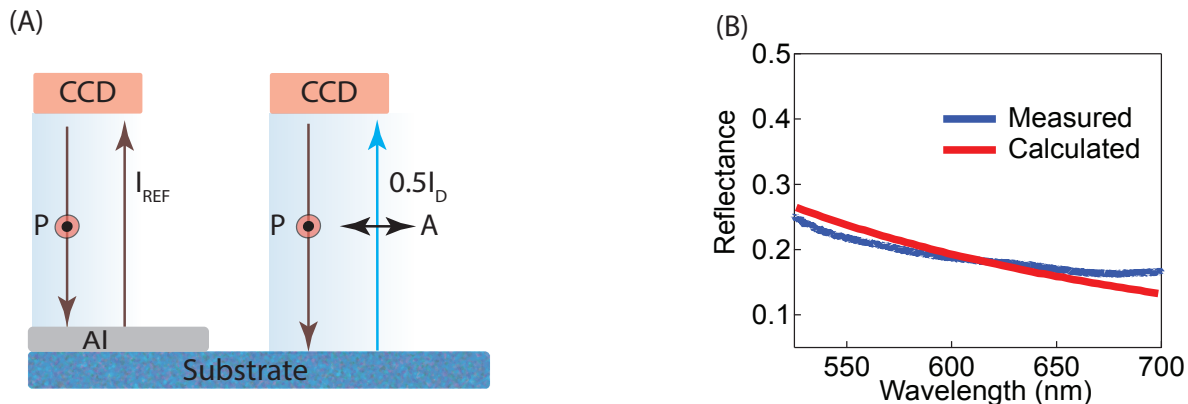 (A)
CCD
CCD
I_REF
0.5I_D
P
P
A
Al
Substrate
(B)
0.5
0.4
0.3
0.2
0.1
Reflectance
Measured
Calculated
550
600
650
700
Wavelength (nm)